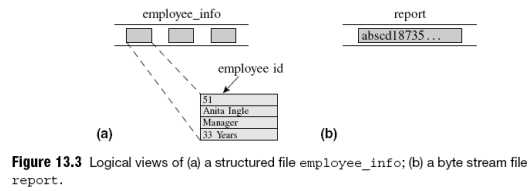 employee_info
report
abscd18735...
employee id
51
Anita Ingle
Manager
33 Years
(a)
(b)
Figure 13.3 Logical views of (a) a structured file employee_info; (b) a byte stream file
report.